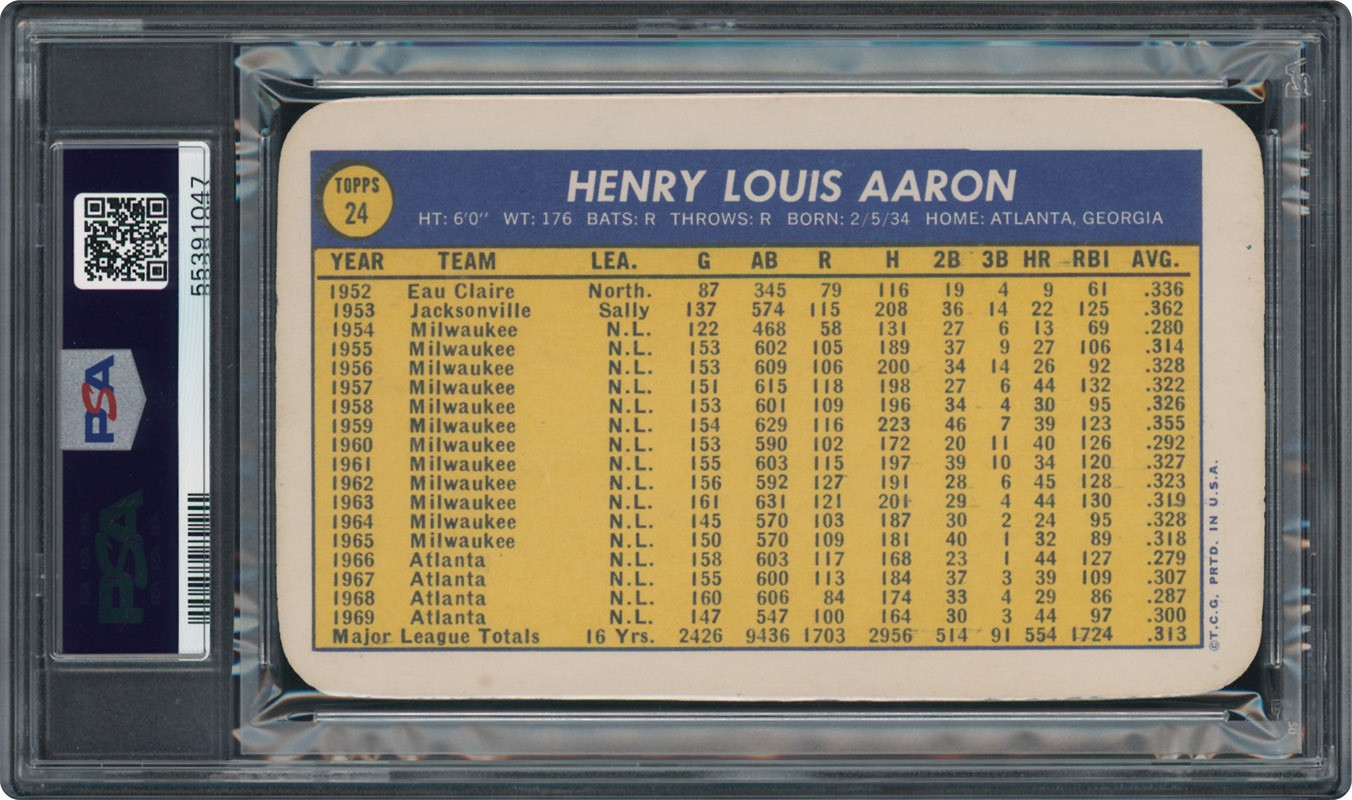 55391047
PSA
PSA
TOPPS
24
HENRY LOUIS AARON
HT: 6'0" WT: 176 BATS: R THROWS: R BORN: 2/5/34 HOME: ATLANTA, GEORGIA
YEAR TEAM LEA. G AB R H 2B 3B HR RBI AVG.
1952 Eau Claire North. 87 345 79 116 19 4 9 61 .336
1953 Jacksonville Sally 137 574 115 208 36 14 22 125 .362
1954 Milwaukee N.L. 122 468 58 131 27 6 13 69 .280
1955 Milwaukee N.L. 153 602 105 189 37 9 27 106 .314
1956 Milwaukee N.L. 153 609 106 200 34 14 26 92 .328
1957 Milwaukee N.L. 151 615 118 198 27 6 44 132 .322
1958 Milwaukee N.L. 153 601 109 196 34 4 30 95 .326
1959 Milwaukee N.L. 154 629 116 223 46 7 39 123 .355
1960 Milwaukee N.L. 153 590 102 172 20 11 40 126 .292
1961 Milwaukee N.L. 155 603 115 197 39 10 34 120 .327
1962 Milwaukee N.L. 156 592 127 191 28 6 45 128 .323
1963 Milwaukee N.L. 161 631 121 201 29 4 44 130 .319
1964 Milwaukee N.L. 145 570 103 187 30 2 24 95 .328
1965 Milwaukee N.L. 150 570 109 181 40 1 32 89 .318
1966 Atlanta N.L. 158 603 117 168 23 1 44 127 .279
1967 Atlanta N.L. 155 600 113 184 37 3 39 109 .307
1968 Atlanta N.L. 160 606 84 174 33 4 29 86 .287
1969 Atlanta N.L. 147 547 100 164 30 3 44 97 .300
Major League Totals 16 Yrs. 2426 9436 1703 2956 514 91 554 1724 .313
©T.C.G. PRTD. IN U.S.A.